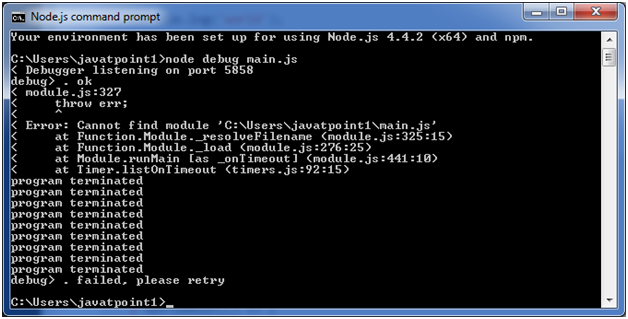 Node.js command prompt
Your environment has been set up for using Node.js 4.4.2 (x64) and npm.
C:\Users\javatpoint1>node debug main.js
< Debugger listening on port 5858
debug> . ok
< module.js:327
<     throw err;
<     ^
< Error: Cannot find module 'C:\Users\javatpoint1\main.js'
<     at Function.Module._resolveFilename (module.js:325:15)
<     at Function.Module._load (module.js:276:25)
<     at Module.runMain [as _onTimeout] (module.js:441:10)
<     at Timer.listOnTimeout (timers.js:92:15)
program terminated
program terminated
program terminated
program terminated
program terminated
program terminated
program terminated
program terminated
program terminated
debug> . failed, please retry
C:\Users\javatpoint1>_